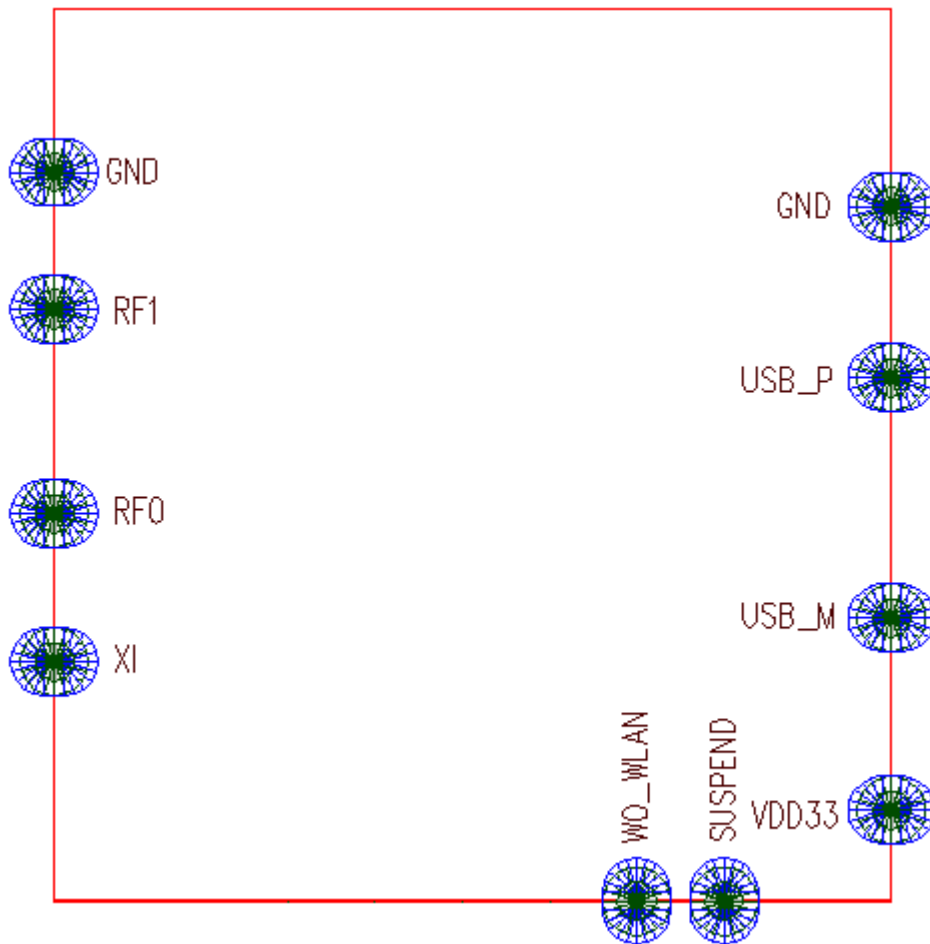 GND
GND
RF1
USB_P
RF0
USB_M
XI
WO_WLAN
SUSPEND
VDD33